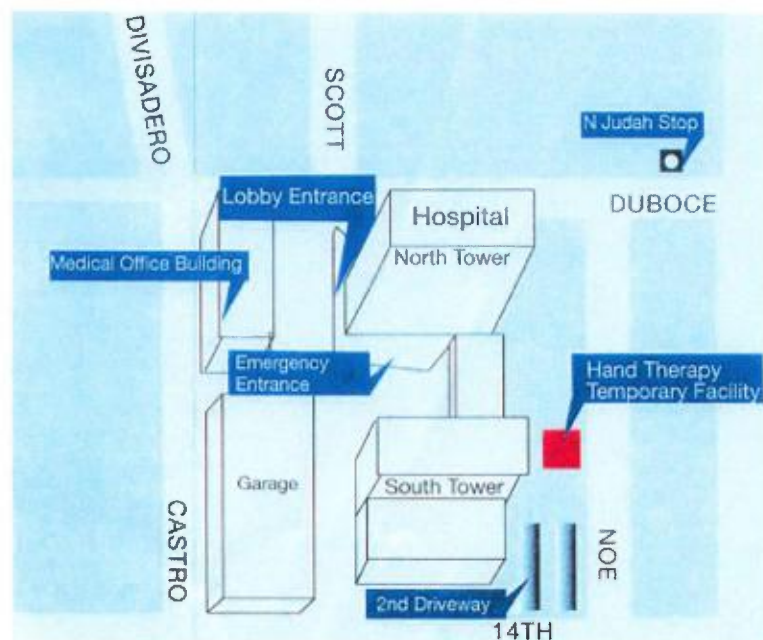 DIVISADERO
SCOTT
N Judah Stop
Lobby Entrance
Hospital
DUBOCE
North Tower
Medical Office Building
Emergency
Entrance
Hand Therapy
Temporary Facility
Garage
South Tower
CASTRO
NOE
2nd Driveway
14TH